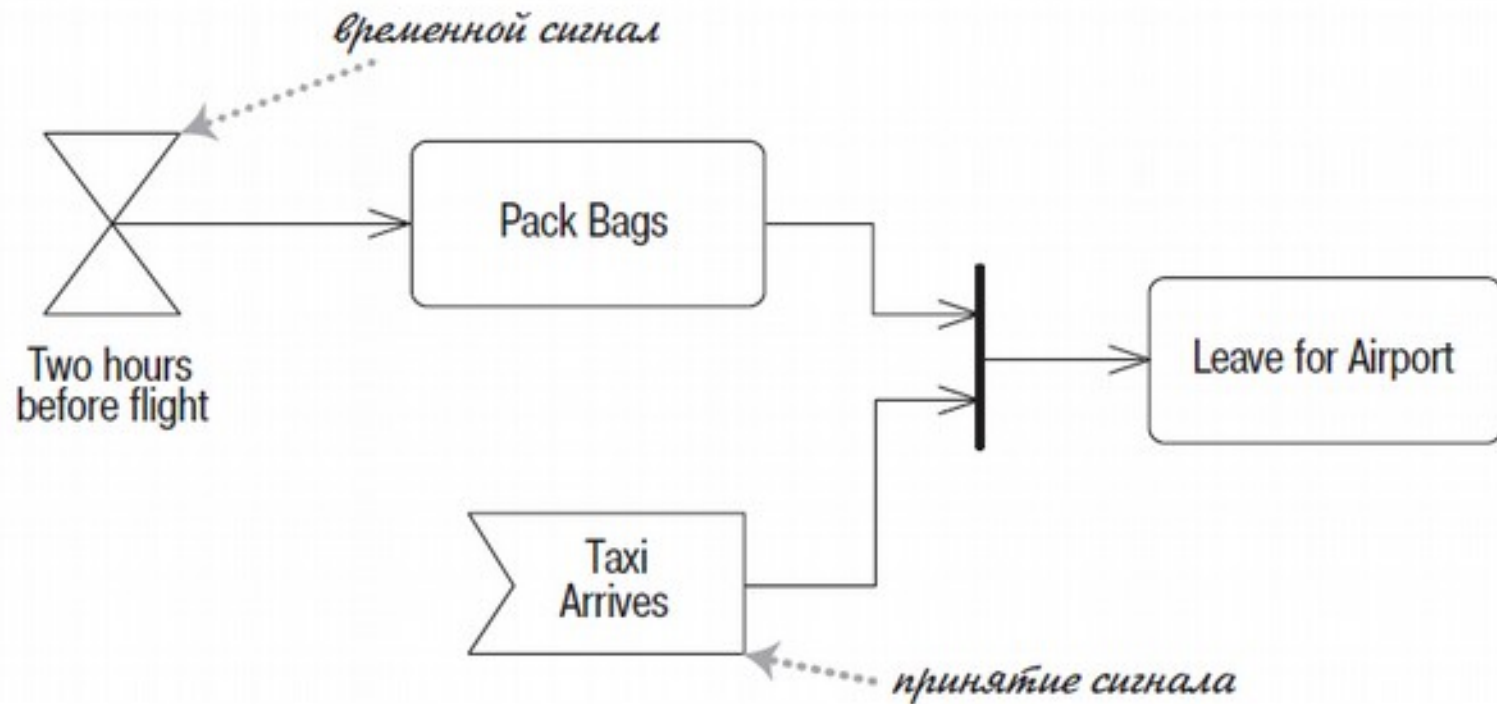 временной сигнал
Pack Bags
Two hours
before flight
Leave for Airport
Taxi
Arrives
принятие сигнала